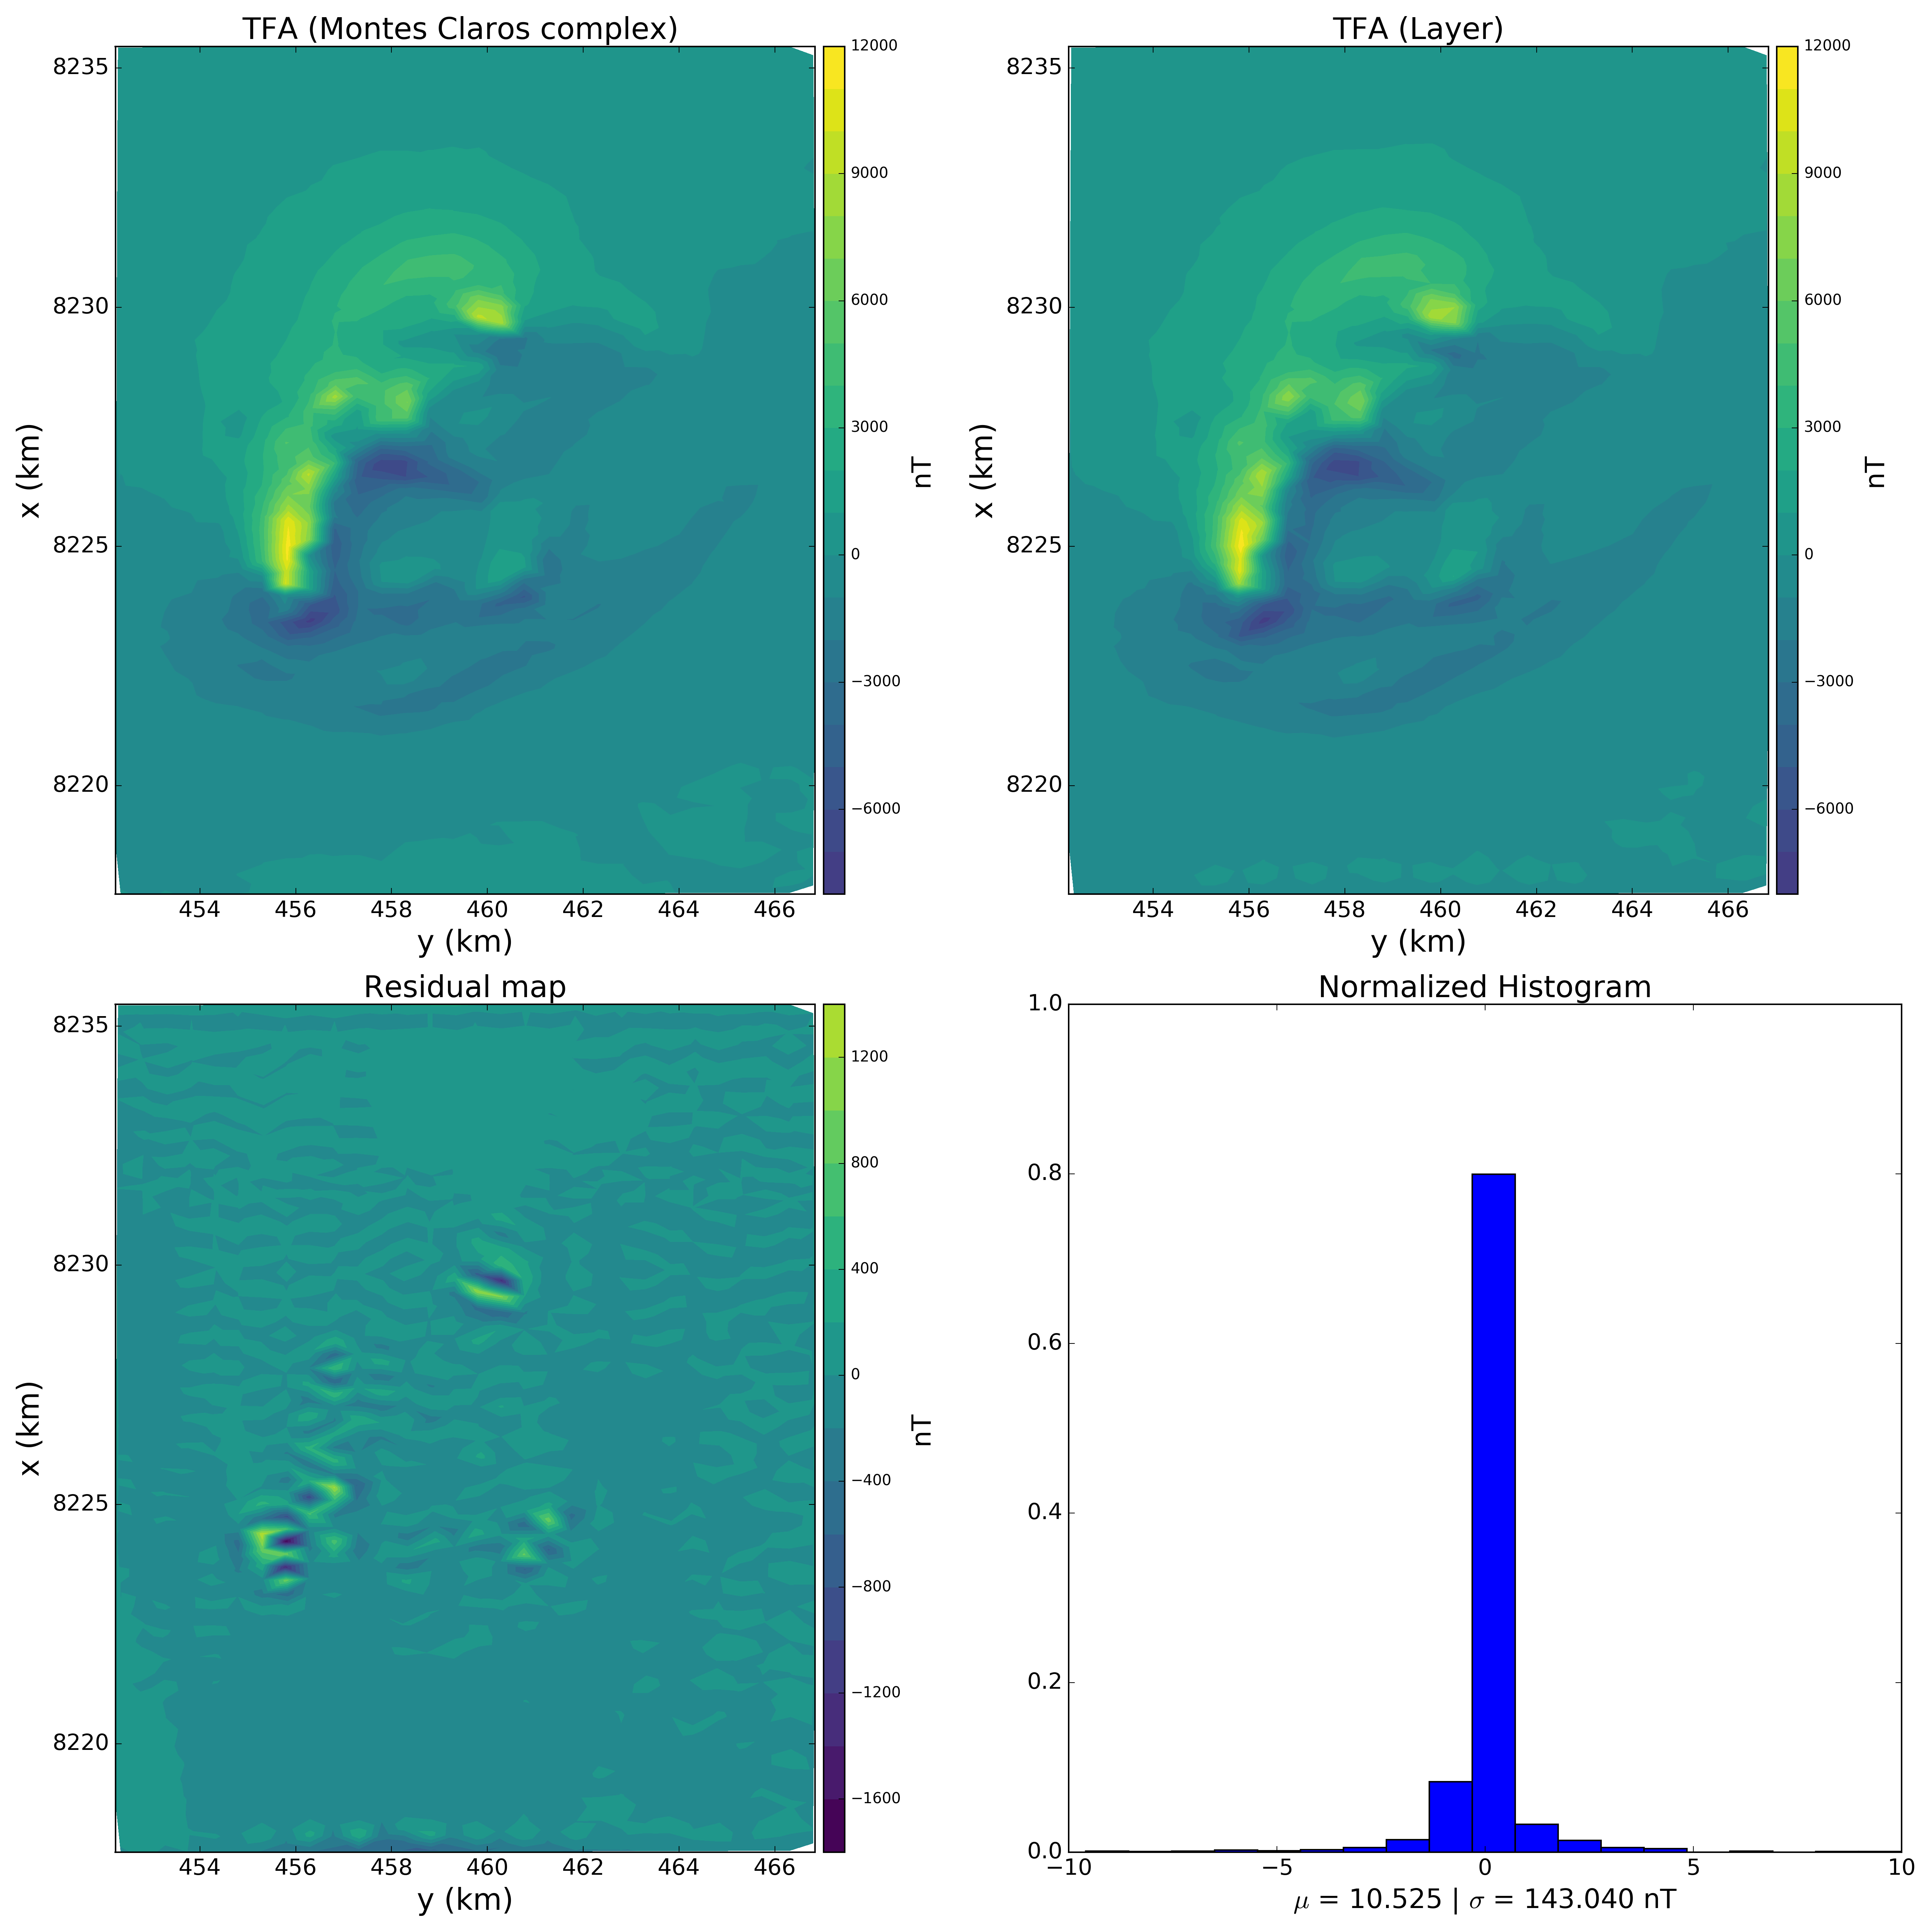 TFA (Montes Claros complex)
8235
8230
8225
8220
x (km)
454 456 458 460 462 464 466
y (km)
12000
9000
6000
3000
0
−3000
−6000
nT
TFA (Layer)
8235
8230
8225
8220
x (km)
454 456 458 460 462 464 466
y (km)
12000
9000
6000
3000
0
−3000
−6000
nT
Residual map
8235
8230
8225
8220
x (km)
454 456 458 460 462 464 466
y (km)
1200
800
400
0
−400
−800
−1200
−1600
nT
Normalized Histogram
1.0
0.8
0.6
0.4
0.2
0.0
−10 −5 0 5 10
μ = 10.525 | σ = 143.040 nT